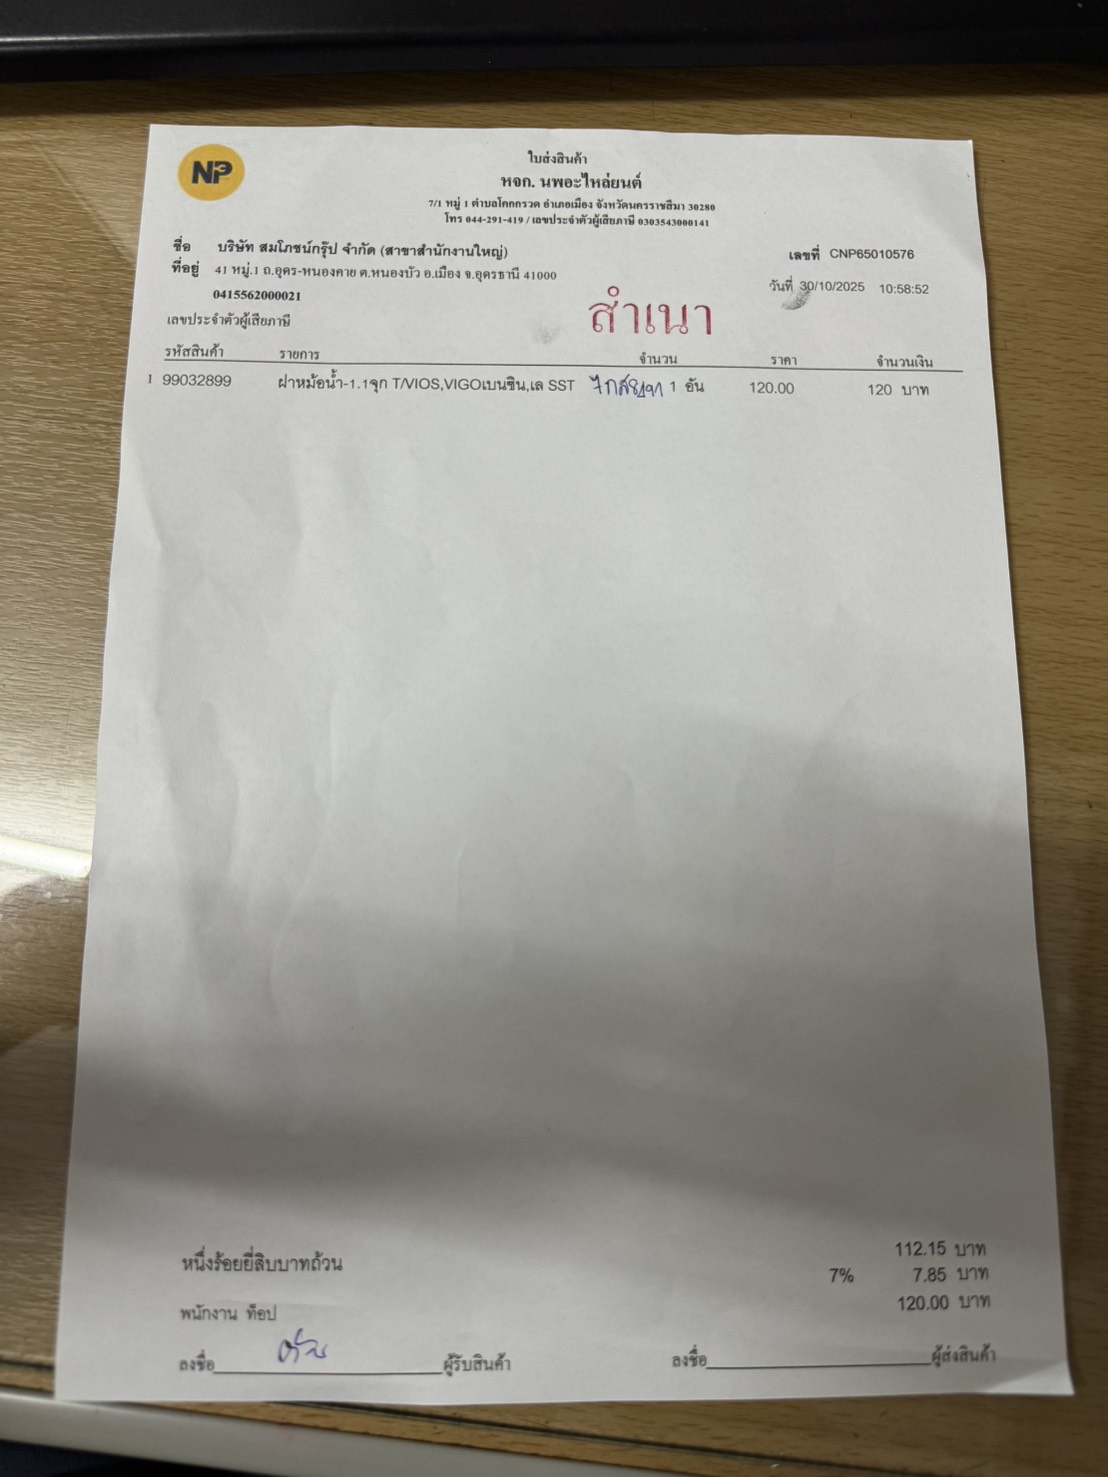 NP
ใบส่งสินค้า
หจก. นพอะไหล่ยนต์
7/1 หมู่ 1 ตำบลโคกกรวด อำเภอเมือง จังหวัดนครราชสีมา 30280
โทร 044-291-419 / เลขประจำตัวผู้เสียภาษี 0303543000141
ชื่อ บริษัท สมโภชน์กรุ๊ป จำกัด (สาขาสำนักงานใหญ่) เลขที่ CNP65010576
ที่อยู่ 41 หมู่.1 ถ.อุดร-หนองคาย ต.หนองบัว อ.เมือง จ.อุดรธานี 41000 วันที่ 30/10/2025 10:58:52
0415562000021
สำเนา
เลขประจำตัวผู้เสียภาษี
รหัสสินค้า รายการ จำนวน ราคา จำนวนเงิน
1 99032899 ฝาหม้อน้ำ-1.1จุก T/VIOS,VIGOเบนซิน,เล SST 1 อัน 120.00 120 บาท
112.15 บาท
หนึ่งร้อยยี่สิบบาทถ้วน 7% 7.85 บาท
120.00 บาท
พนักงาน ท็อป
ลงชื่อ ผู้รับสินค้า ลงชื่อ ผู้ส่งสินค้า